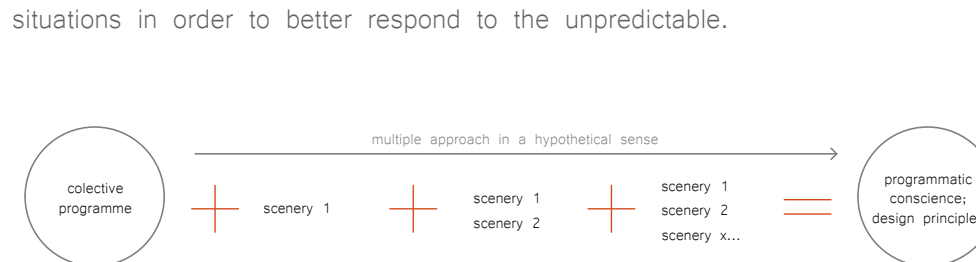 situations in order to better respond to the unpredictable.
multiple approach in a hypothetical sense
colective
programme
scenery 1
scenery 1
scenery 2
scenery 1
scenery 2
scenery x...
programmatic
conscience;
design principle